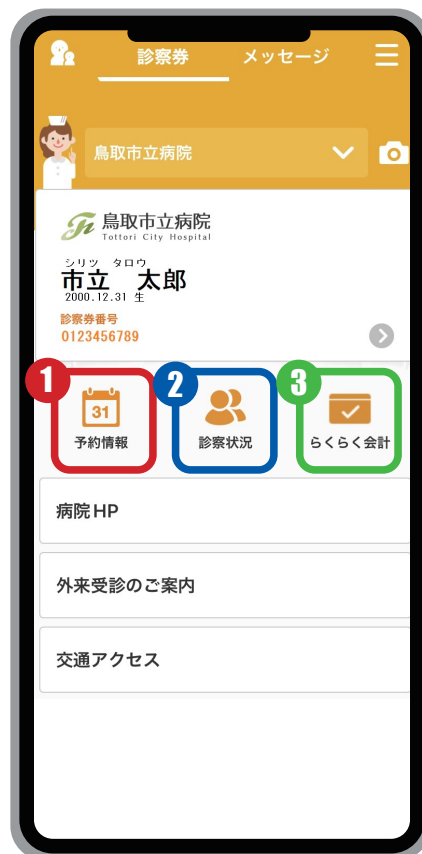 診察券 メッセージ
鳥取市立病院
鳥取市立病院
Tottori City Hospital
シリツ タロウ
市立 太郎
2000.12.31 生
診察券番号
0123456789
1 2 3
31
予約情報 診察状況 らくらく会計
病院HP
外来受診のご案内
交通アクセス